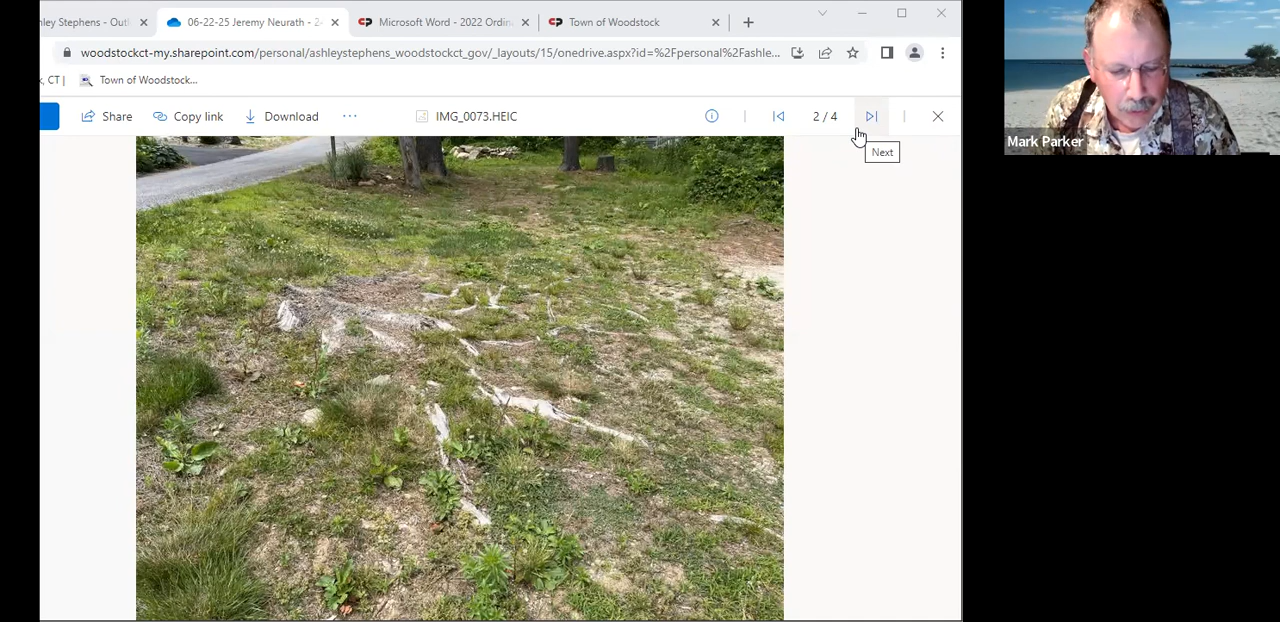 shley Stephens - Outl
06-22-25 Jeremy Neurath - 2
Microsoft Word - 2022 Ordin
Town of Woodstock
woodstockct-my.sharepoint.com/personal/ashleystephens_woodstockct_gov/_layouts/15/onedrive.aspx?id=%2Fpersonal%2Fashle...
, CT |
Town of Woodstock...
Share
Copy link
Download
IMG_0073.HEIC
2 / 4
Next
Mark Parker